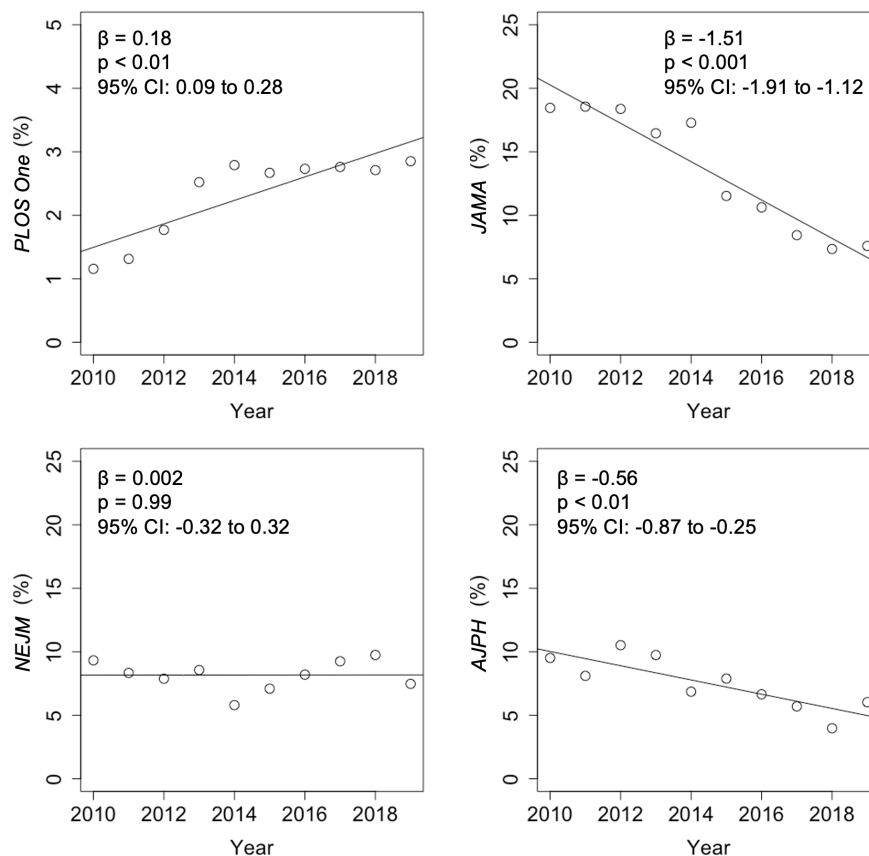 β = 0.18
p < 0.01
95% CI: 0.09 to 0.28
PLOS One (%)
0
1
2
3
4
5
2010 2012 2014 2016 2018
Year
β = -1.51
p < 0.001
95% CI: -1.91 to -1.12
JAMA (%)
0
5
10
15
20
25
2010 2012 2014 2016 2018
Year
β = 0.002
p = 0.99
95% CI: -0.32 to 0.32
NEJM (%)
0
5
10
15
20
25
2010 2012 2014 2016 2018
Year
β = -0.56
p < 0.01
95% CI: -0.87 to -0.25
AJPH (%)
0
5
10
15
20
25
2010 2012 2014 2016 2018
Year